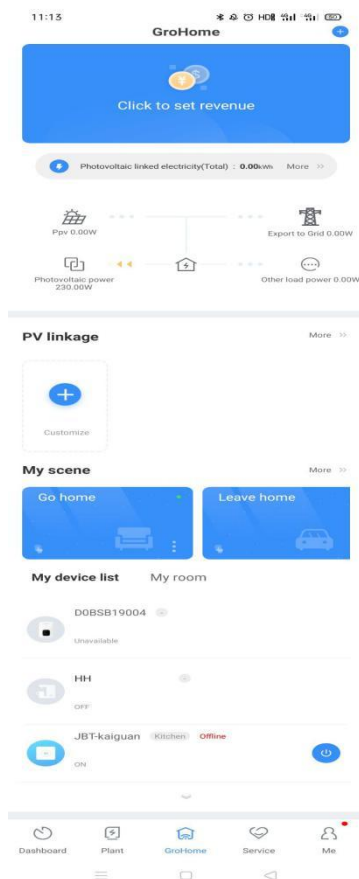 11:13
GroHome
Click to set revenue
Photovoltaic linked electricity(Total) : 0.00kWh More
Ppv 0.00W
Export to Grid 0.00W
Photovoltaic power
230.00W
Other load power 0.00W
PV linkage More
Customize
My scene More
Go home
Leave home
My device list My room
D0BSB19004
Unavailable
HH
OFF
JBT-kaiguan Kitchen Offline
ON
Dashboard Plant GroHome Service Me